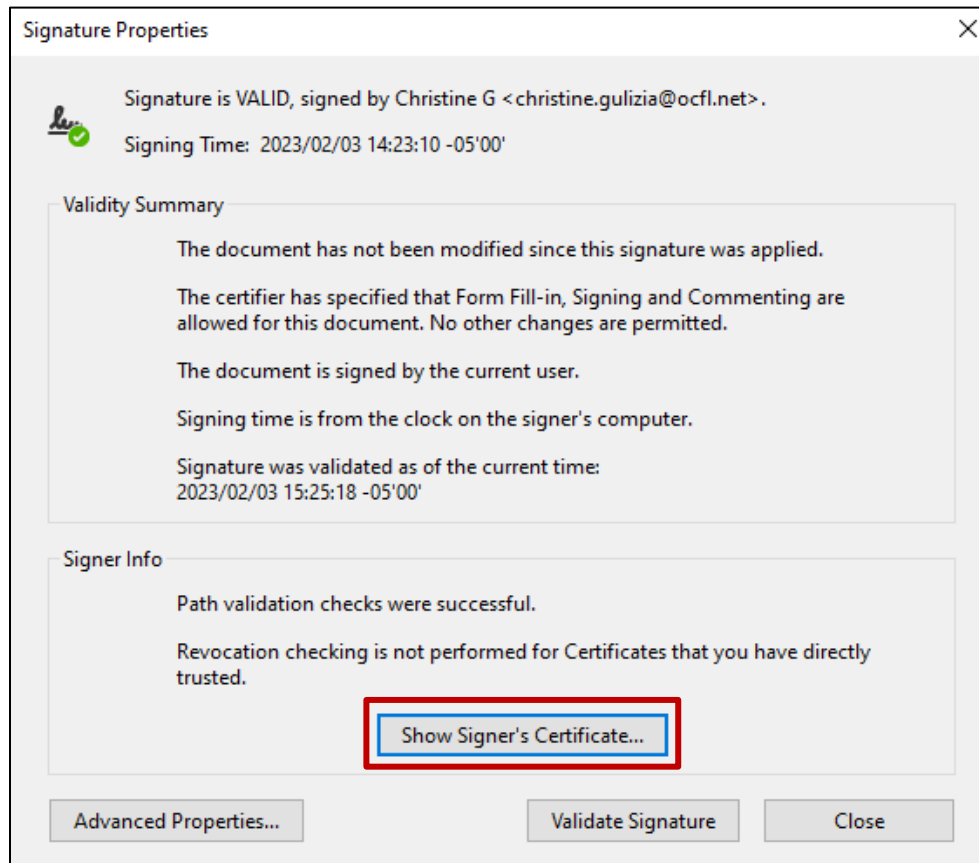 Signature Properties
Signature is VALID, signed by Christine G <christine.gulizia@ocfl.net>.
Signing Time: 2023/02/03 14:23:10 -05'00'
Validity Summary
The document has not been modified since this signature was applied.
The certifier has specified that Form Fill-in, Signing and Commenting are
allowed for this document. No other changes are permitted.
The document is signed by the current user.
Signing time is from the clock on the signer's computer.
Signature was validated as of the current time:
2023/02/03 15:25:18 -05'00'
Signer Info
Path validation checks were successful.
Revocation checking is not performed for Certificates that you have directly
trusted.
Show Signer's Certificate...
Advanced Properties...
Validate Signature
Close